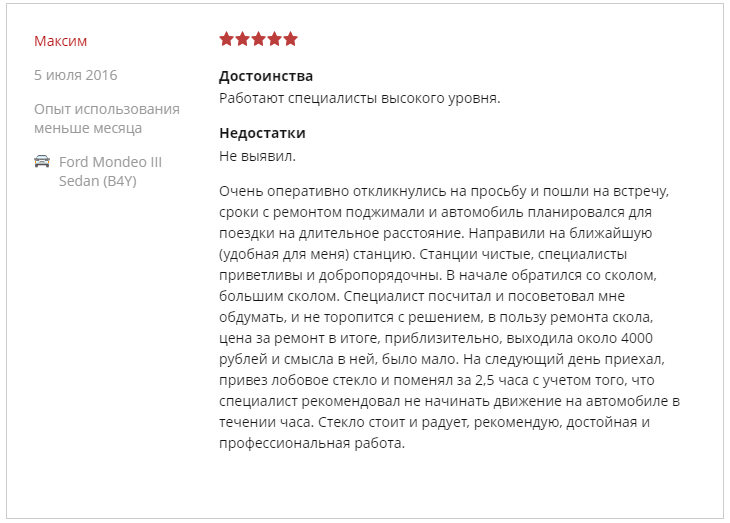 Максим
5 июля 2016
Опыт использования
меньше месяца
Ford Mondeo III
Sedan (B4Y)
Достоинства
Работают специалисты высокого уровня.
Недостатки
Не выявил.
Очень оперативно откликнулись на просьбу и пошли на встречу,
сроки с ремонтом поджимали и автомобиль планировался для
поездки на длительное расстояние. Направили на ближайшую
(удобная для меня) станцию. Станции чистые, специалисты
приветливы и добропорядочны. В начале обратился со сколом,
большим сколом. Специалист посчитал и посоветовал мне
обдумать, и не торопится с решением, в пользу ремонта скола,
цена за ремонт в итоге, приблизительно, выходила около 4000
рублей и смысла в ней, было мало. На следующий день приехал,
привез лобовое стекло и поменял за 2,5 часа с учетом того, что
специалист рекомендовал не начинать движение на автомобиле в
течении часа. Стекло стоит и радует, рекомендую, достойная и
профессиональная работа.